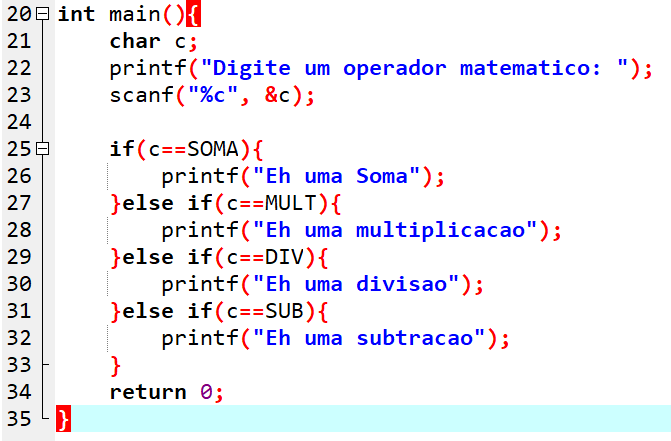 20 int main(){
21 char c;
22 printf("Digite um operador matematico: ");
23 scanf("%c", &c);
24
25 if(c==SOMA){
26 printf("Eh uma Soma");
27 }else if(c==MULT){
28 printf("Eh uma multiplicacao");
29 }else if(c==DIV){
30 printf("Eh uma divisao");
31 }else if(c==SUB){
32 printf("Eh uma subtracao");
33 }
34 return 0;
35 }